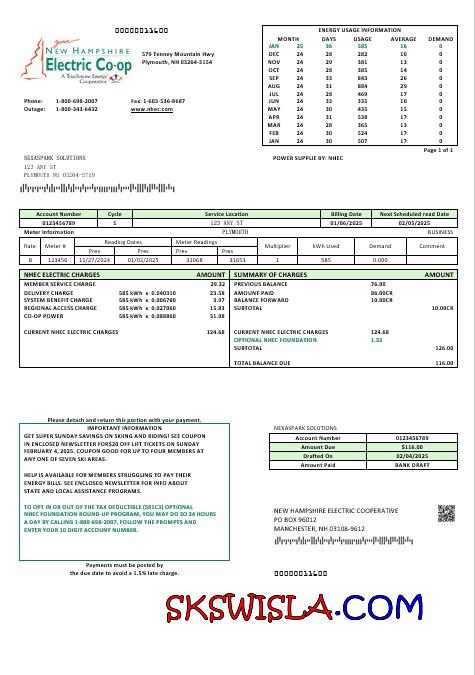 00000011600
your
NEW HAMPSHIRE
Electric Co-op
A Touchstone Energy®
Cooperative
579 Tenney Mountain Hwy
Plymouth, NH 03264-3154
Phone: 1-800-698-2007 Fax: 1-603-536-8687
Outage: 1-800-343-6432 www.nhec.com
ENERGY USAGE INFORMATION
MONTH DAYS USAGE AVERAGE DEMAND
JAN 25 36 585 16 0
DEC 24 28 282 10 0
NOV 24 29 381 13 0
OCT 24 28 385 14 0
SEP 24 33 843 26 0
AUG 24 31 884 29 0
JUL 24 28 469 17 0
JUN 24 33 335 10 0
MAY 24 30 435 15 0
APR 24 31 538 17 0
MAR 24 28 365 13 0
FEB 24 30 524 17 0
JAN 24 30 507 17 0
Page 1 of 1
POWER SUPPLIE BY: NHEC
NEXASPARK SOLUTIONS
123 ANY ST
PLYMOUTH NJ 03264-5719
Account Number Cycle Service Location Billing Date Next Scheduled read Date
0123456789 1 123 ANY ST 01/06/2025 02/05/2025
Meter Information PLYMOUTH BUSINESS
Rate Meter # Reading Dates Meter Readings Multiplier kWh Used Demand Comment
Prev Prev Prev Prev
B 123456 11/27/2024 01/02/2025 31068 31653 1 585 0.000
NHEC ELECTRIC CHARGES AMOUNT
MEMBER SERVICE CHARGE 29.32
DELIVERY CHARGE 585 kWh x 0.040310 23.58
SYSTEM BENEFIT CHARGE 585 kWh x 0.006780 3.97
REGIONAL ACCESS CHARGE 585 kWh x 0.027060 15.83
CO-OP POWER 585 kWh x 0.088860 51.98
CURRENT NHEC ELECTRIC CHARGES 124.68
SUMMARY OF CHARGES AMOUNT
PREVIOUS BALANCE 76.00
AMOUNT PAID 86.00CR
BALANCE FORWARD 10.00CR
SUBTOTAL 10.00CR
CURRENT NHEC ELECTRIC CHARGES 124.68
OPTIONAL NHEC FOUNDATION 1.32
SUBTOTAL 126.00
TOTAL BALANCE DUE 116.00
Please detach and return this portion with your payment.
IMPORTANT INFORMATION
GET SUPER SUNDAY SAVINGS ON SKIING AND RIDING! SEE COUPON
IN ENCLOSED NEWSLETTER FOR$20 OFF LIFT TICKETS ON SUNDAY
FEBRUARY 4, 2025. COUPON GOOD FOR UP TO FOUR MEMBERS AT
ANY ONE OF SEVEN SKI AREAS.
HELP IS AVAILABLE FOR MEMBERS STRUGGLING TO PAY THEIR
ENERGY BILLS. SEE ENCLOSED NEWSLETTER FOR INFO ABOUT
STATE AND LOCAL ASSISTANCE PROGRAMS.
TO OPT IN OR OUT OF THE TAX DEDUCTIBLE (501C3) OPTIONAL
NHEC FOUNDATION ROUND-UP PROGRAM, YOU MAY DO SO 24 HOURS
A DAY BY CALLING 1-800-698-2007, FOLLOW THE PROMPTS AND
ENTER YOUR 10 DIGIT ACCOUNT NUMBER.
Payments must be posted by
the due date to avoid a 1.5% late charge.
NEXASPARK SOLUTIONS
Account Number 0123456789
Amount Due $116.00
Drafted On 02/04/2025
Amount Paid BANK DRAFT
NEW HAMPSHIRE ELECTRIC COOPERATIVE
PO BOX 96012
MANCHESTER, NH 03108-9612
00000011600
SKSWISLA.COM